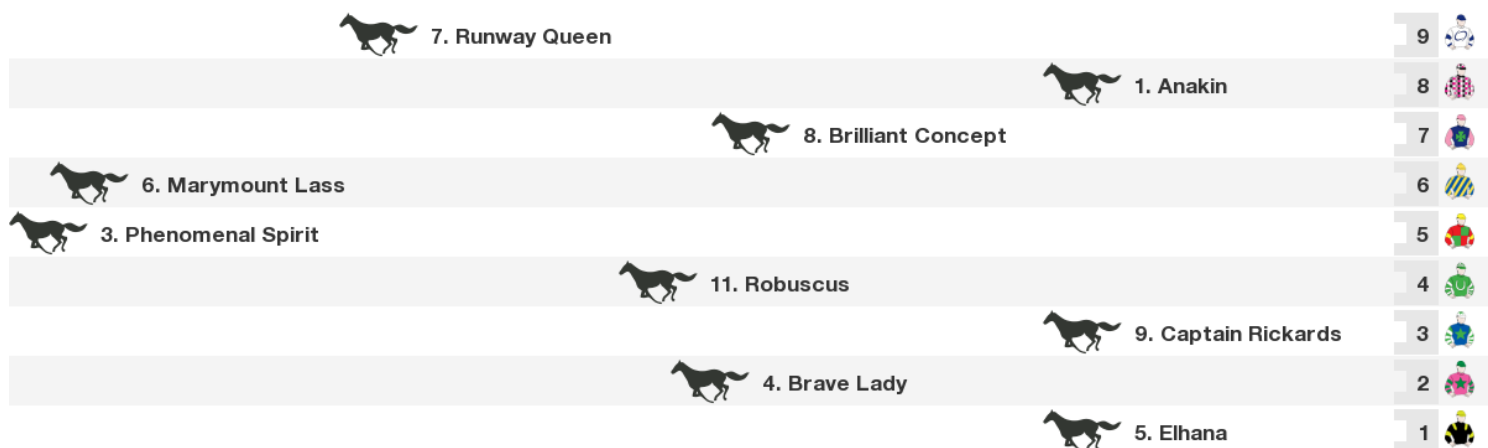 7. Runway Queen 9
1. Anakin 8
8. Brilliant Concept 7
6. Marymount Lass 6
3. Phenomenal Spirit 5
11. Robuscus 4
9. Captain Rickards 3
4. Brave Lady 2
5. Elhana 1